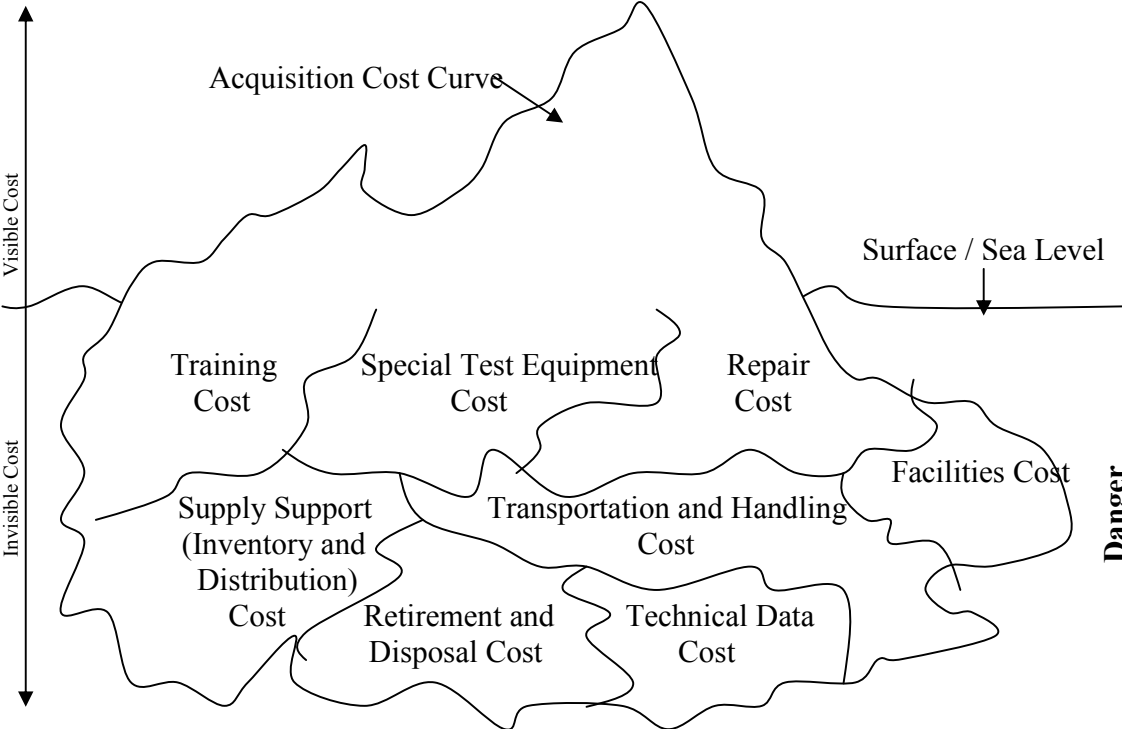 Acquisition Cost Curve
Visible Cost
Surface / Sea Level
Training
Cost
Special Test Equipment
Cost
Repair
Cost
Invisible Cost
Facilities Cost
Danger
Supply Support
(Inventory and
Distribution)
Cost
Transportation and Handling
Cost
Retirement and
Disposal Cost
Technical Data
Cost